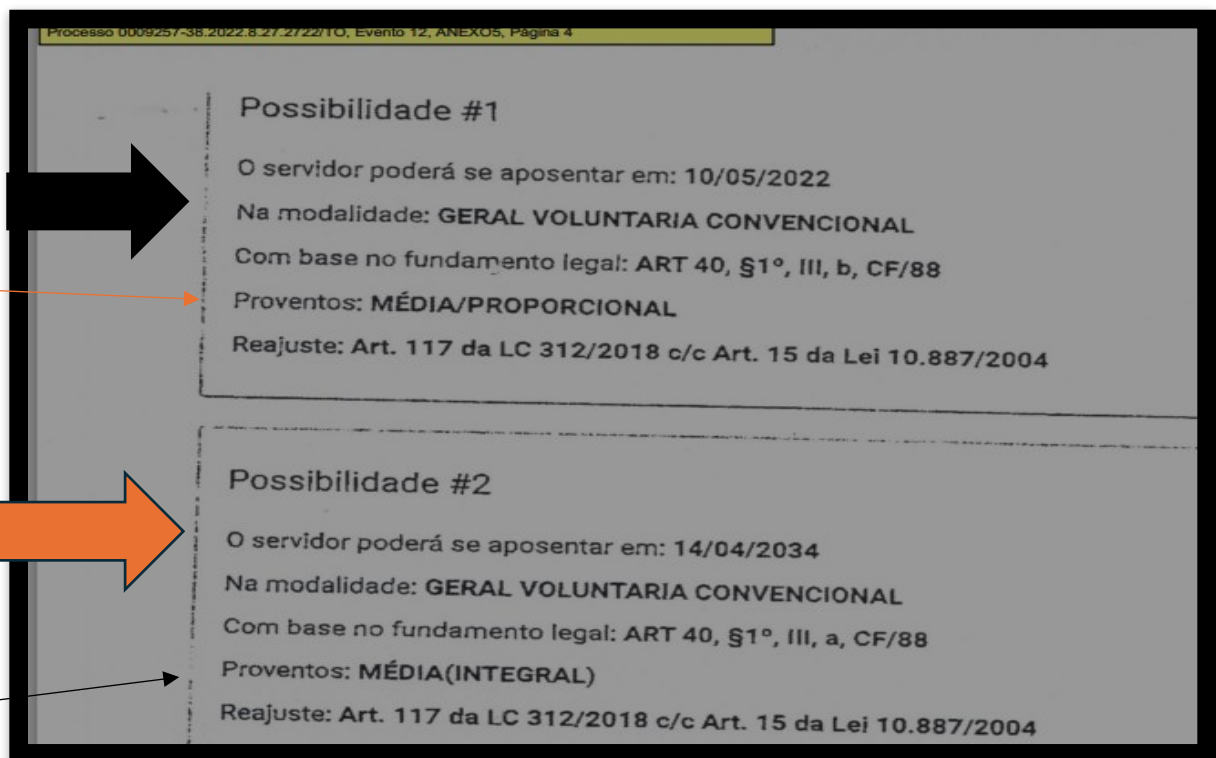 Processo 0009257-38.2022.8.27.2722/TO, Evento 12, ANEXO5, Página 4
Possibilidade #1
O servidor poderá se aposentar em: 10/05/2022
Na modalidade: GERAL VOLUNTARIA CONVENCIONAL
Com base no fundamento legal: ART 40, §1º, III, b, CF/88
Proventos: MÉDIA/PROPORCIONAL
Reajuste: Art. 117 da LC 312/2018 c/c Art. 15 da Lei 10.887/2004
Possibilidade #2
O servidor poderá se aposentar em: 14/04/2034
Na modalidade: GERAL VOLUNTARIA CONVENCIONAL
Com base no fundamento legal: ART 40, §1º, III, a, CF/88
Proventos: MÉDIA(INTEGRAL)
Reajuste: Art. 117 da LC 312/2018 c/c Art. 15 da Lei 10.887/2004